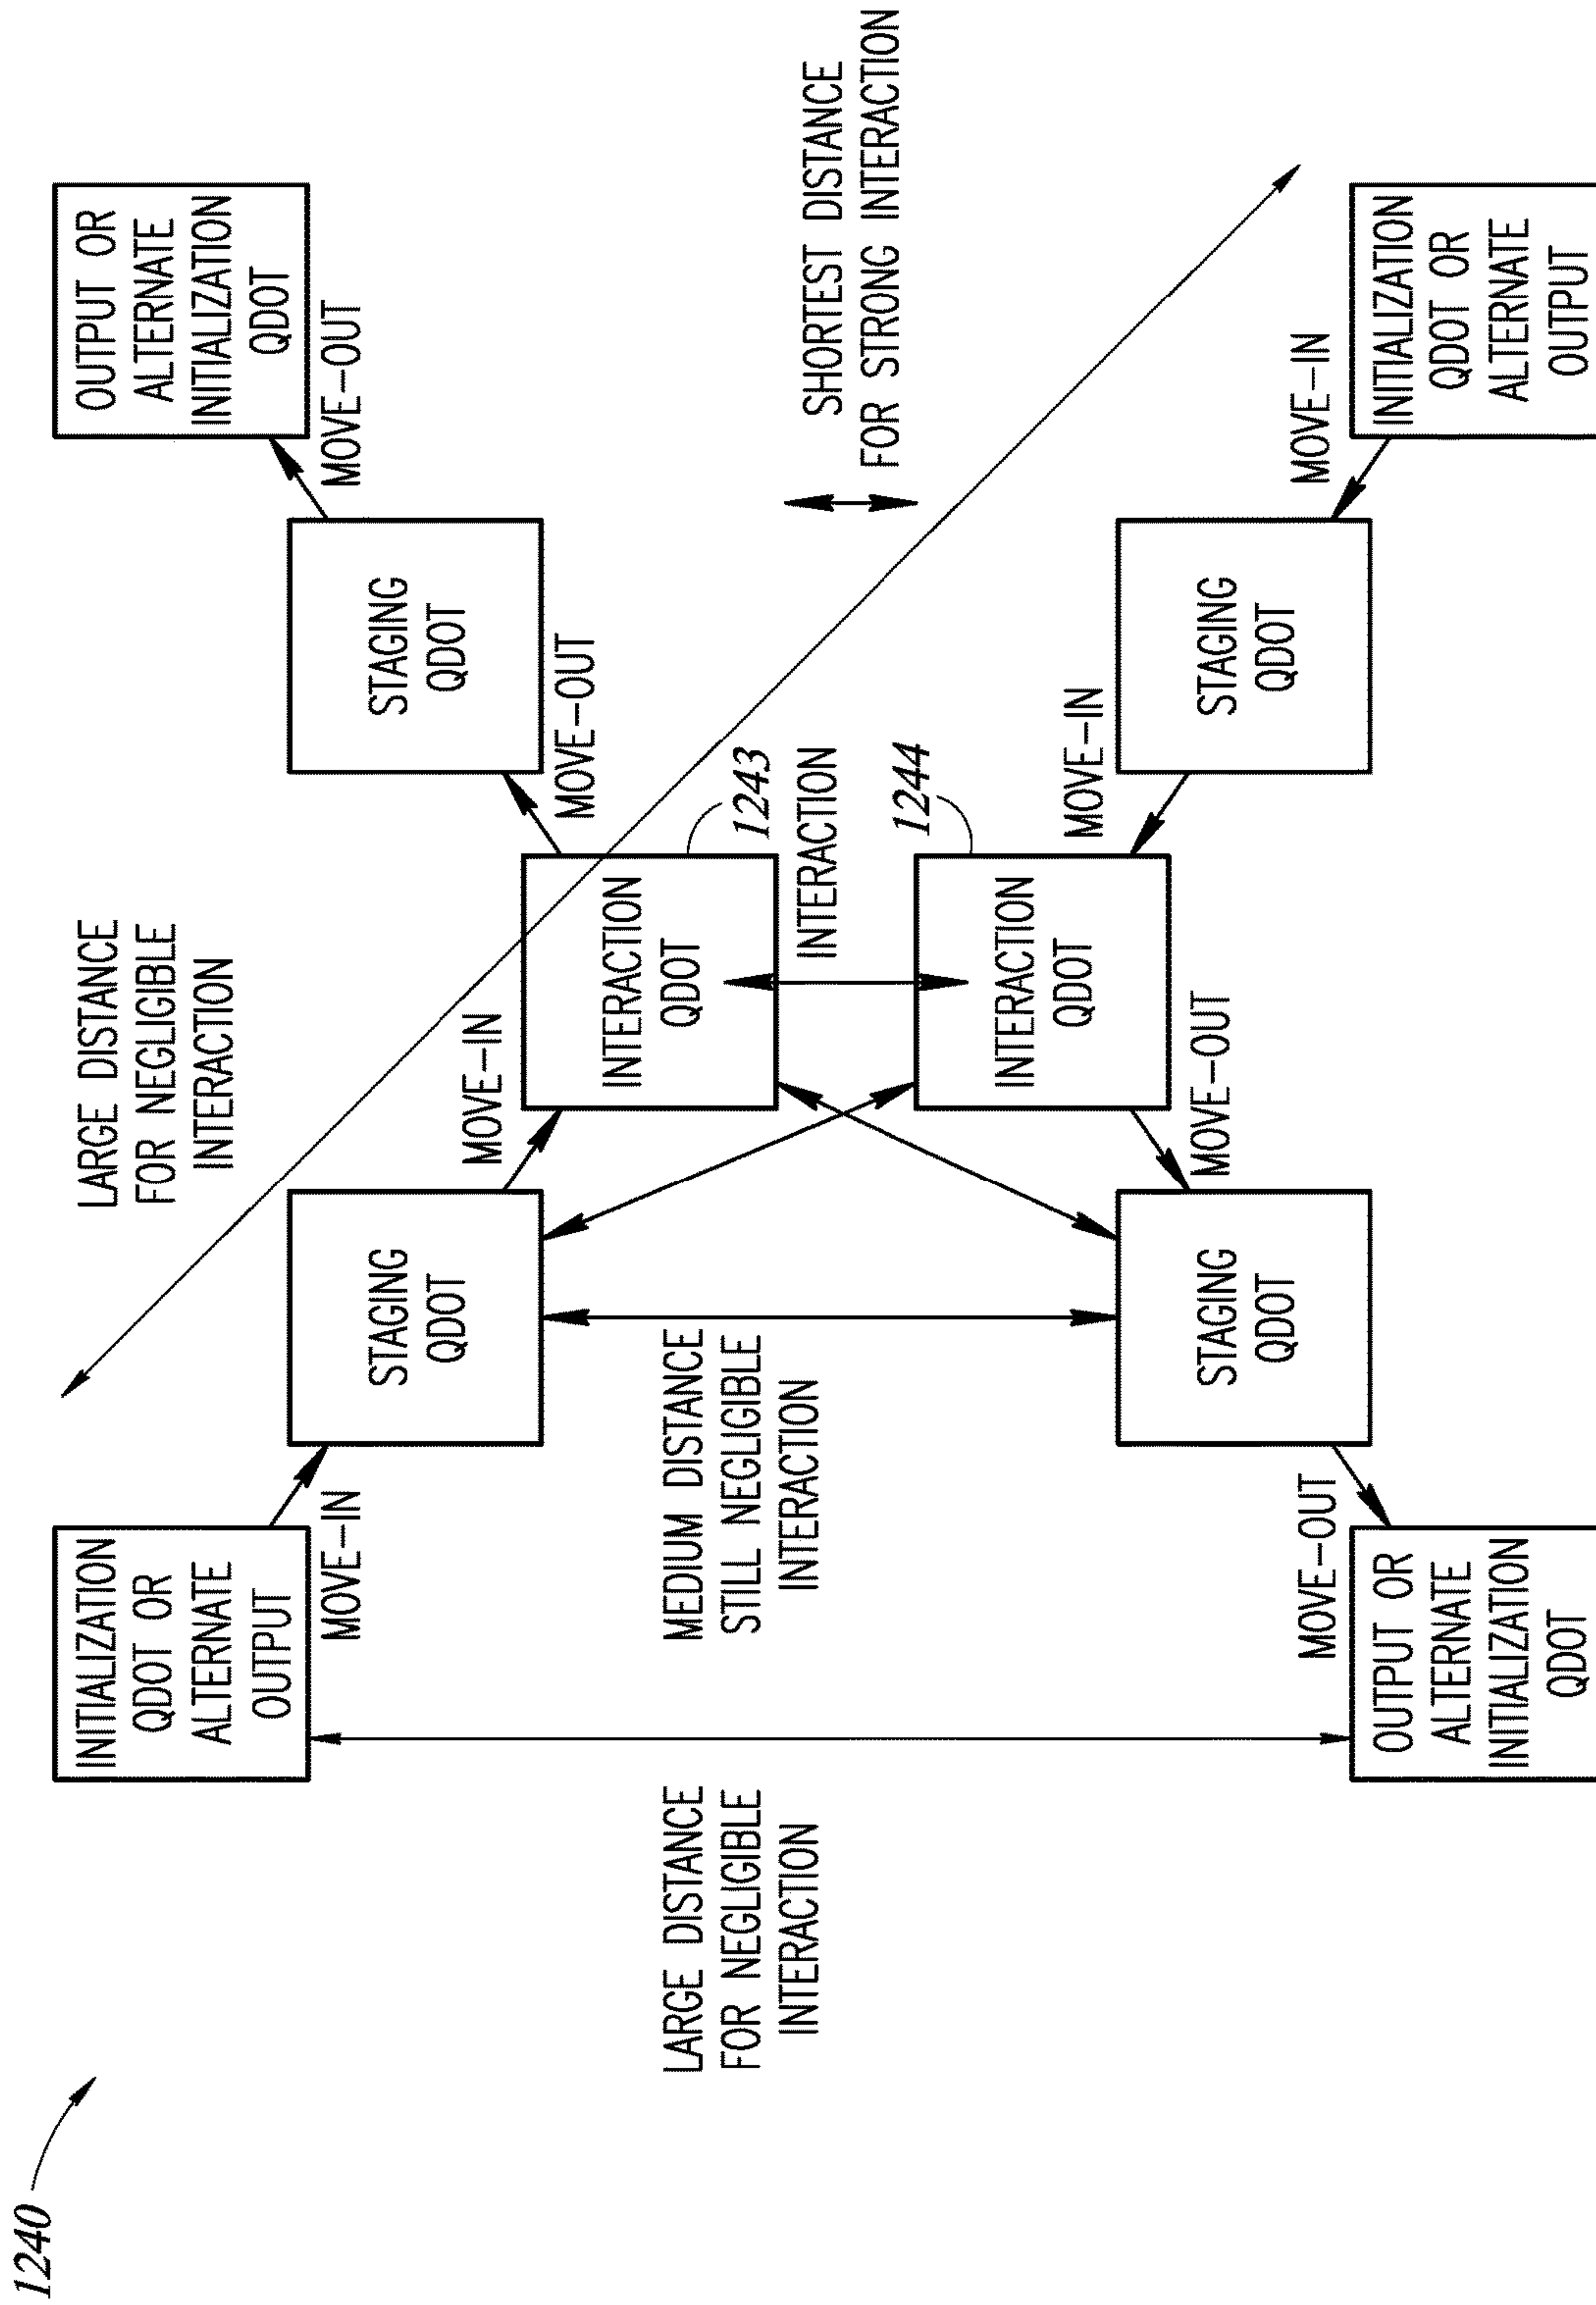 1240
INITIALIZATION
QDOT OR
ALTERNATE
OUTPUT
LARGE DISTANCE
FOR NEGLIGIBLE
INTERACTION
OUTPUT OR
ALTERNATE
INITIALIZATION
QDOT
MOVE-IN
MOVE-OUT
STAGING
QDOT
STAGING
QDOT
MOVE-IN
MOVE-OUT
INTERACTION
QDOT
1243
LARGE DISTANCE
FOR NEGLIGIBLE
INTERACTION
MEDIUM DISTANCE
STILL NEGLIGIBLE
INTERACTION
INTERACTION
SHORTEST DISTANCE
FOR STRONG INTERACTION
1244
INTERACTION
QDOT
MOVE-OUT
MOVE-IN
STAGING
QDOT
STAGING
QDOT
MOVE-OUT
MOVE-IN
OUTPUT OR
ALTERNATE
INITIALIZATION
QDOT
INITIALIZATION
QDOT OR
ALTERNATE
OUTPUT